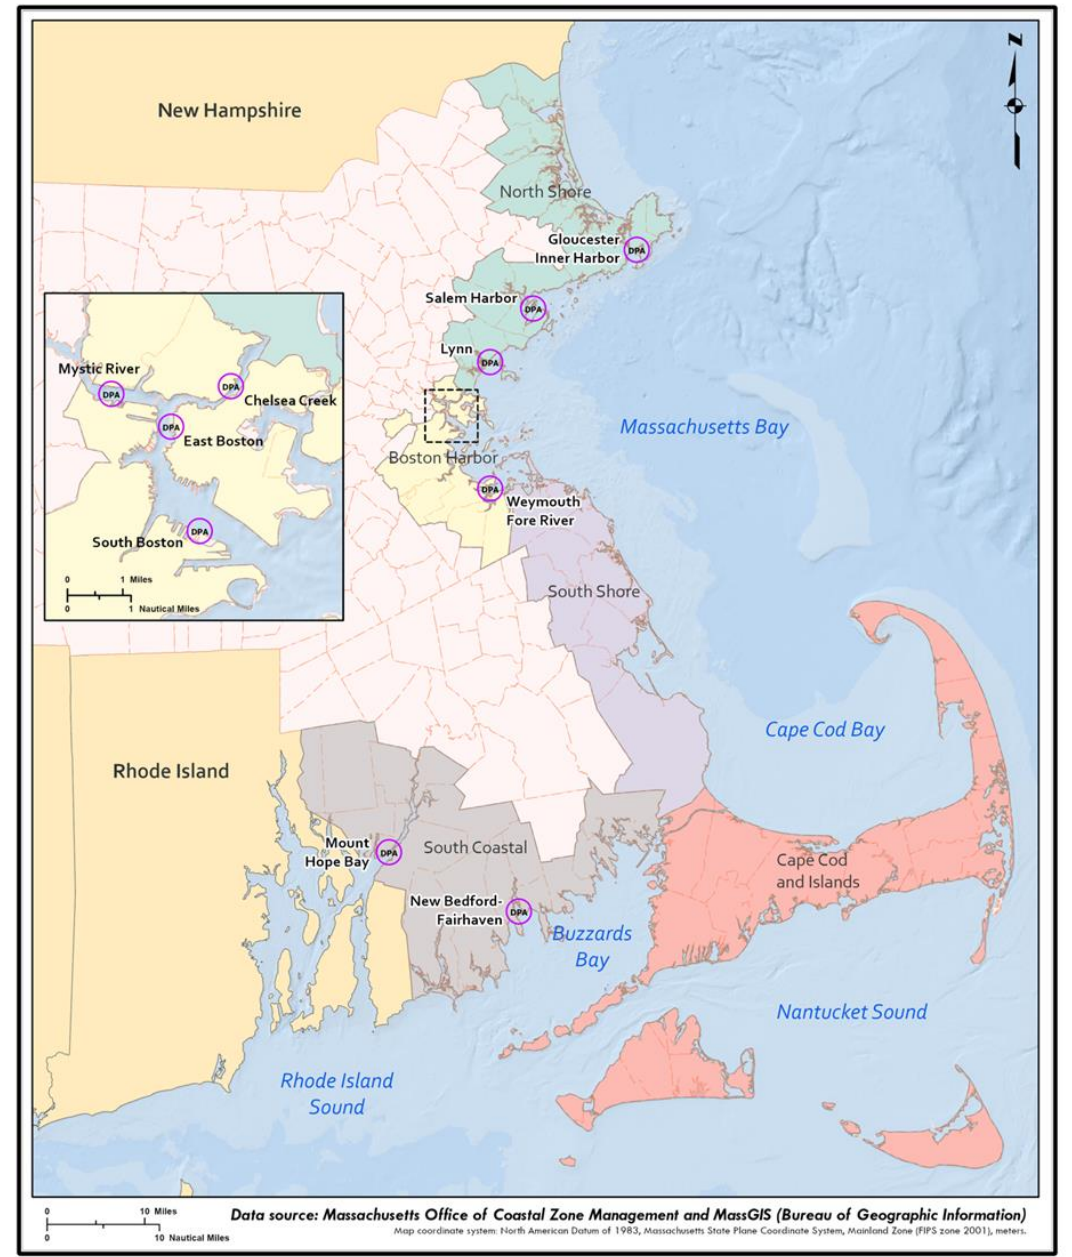 N
New Hampshire
North Shore
Gloucester
Inner Harbor
DPA
Salem Harbor
DPA
Lynn
DPA
Mystic River
DPA
DPA
Chelsea Creek
DPA
East Boston
DPA
South Boston
0 1 Miles
0 1 Nautical Miles
Massachusetts Bay
Boston Harbor
DPA
Weymouth
Fore River
South Shore
Cape Cod Bay
Rhode Island
Mount
Hope Bay
DPA
South Coastal
Cape Cod
and Islands
New Bedford-
Fairhaven
DPA
Buzzards
Bay
Nantucket Sound
Rhode Island
Sound
0 10 Miles
0 10 Nautical Miles
Data source: Massachusetts Office of Coastal Zone Management and MassGIS (Bureau of Geographic Information)
Map coordinate system: North American Datum of 1983, Massachusetts State Plane Coordinate System, Mainland Zone (FIPS zone 2001), meters.